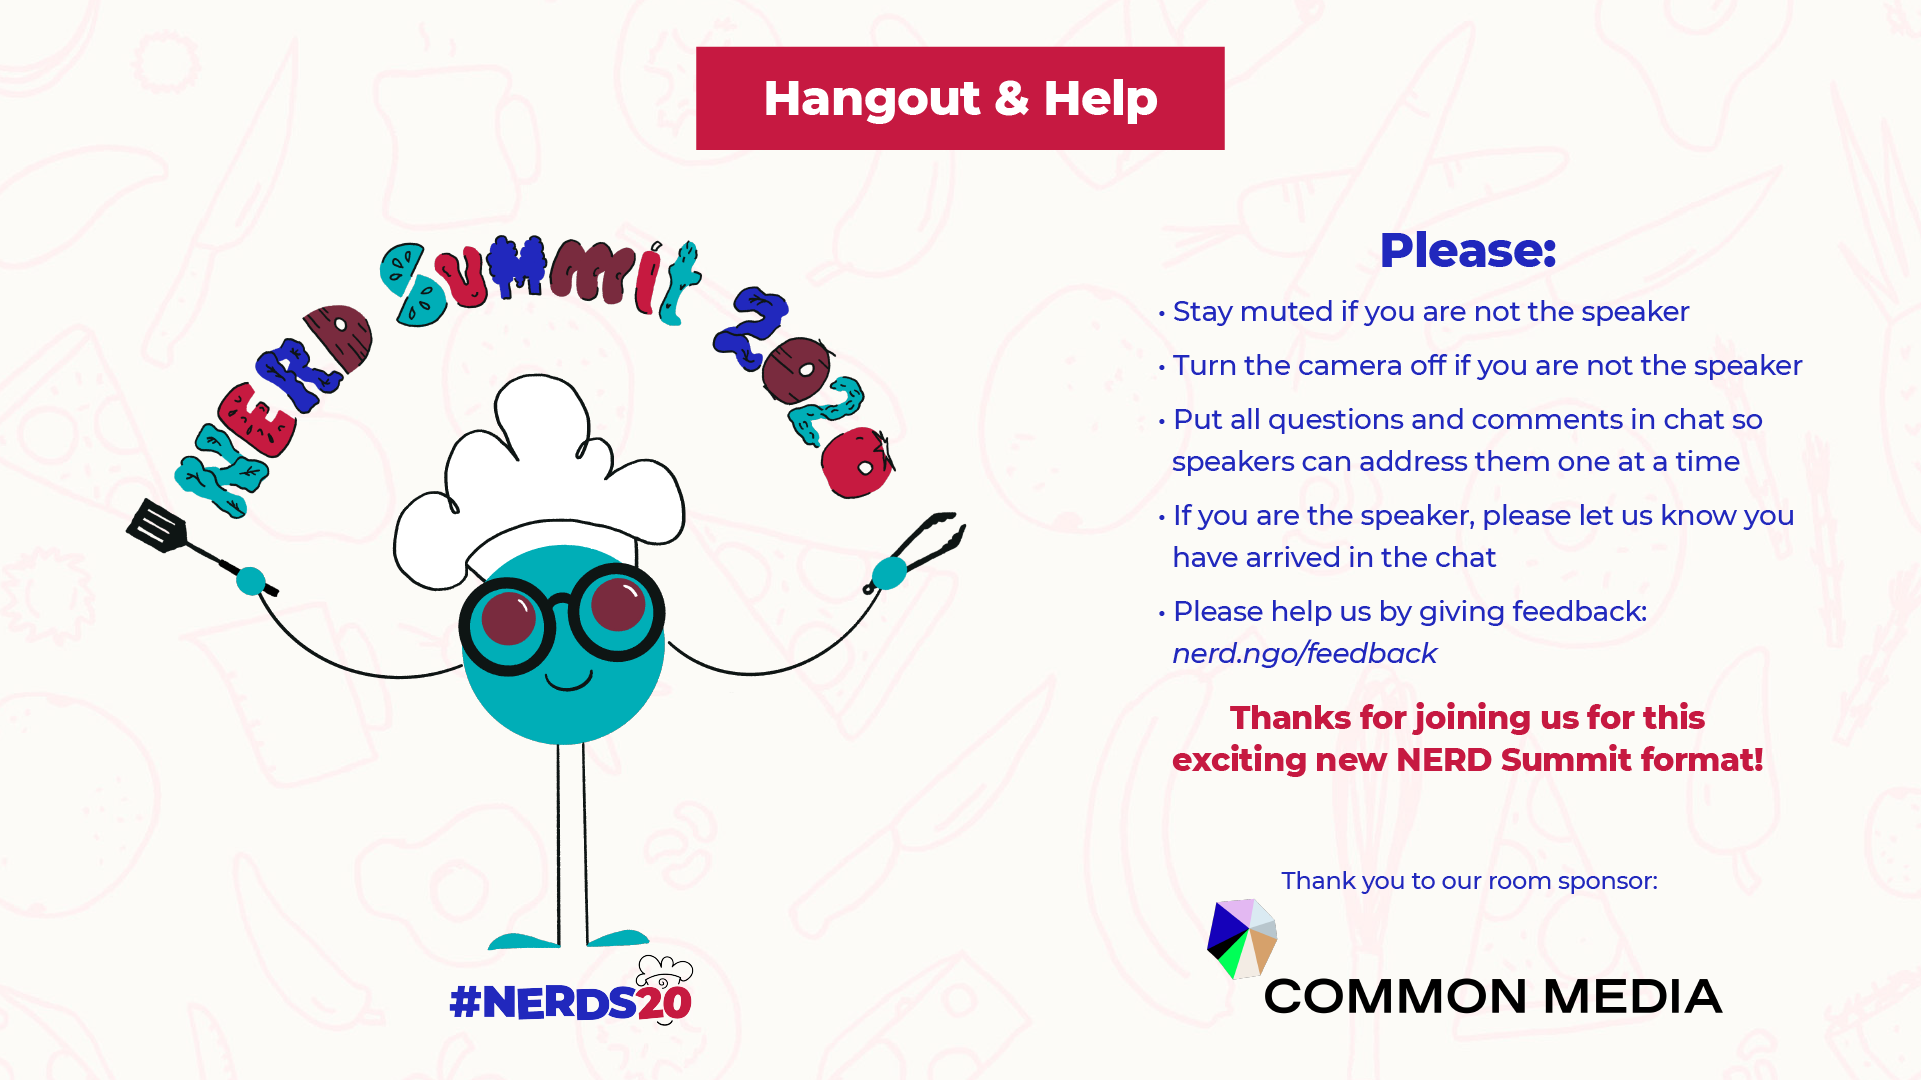 Hangout & Help
NERD Summit 2020
Please:
• Stay muted if you are not the speaker
• Turn the camera off if you are not the speaker
• Put all questions and comments in chat so
speakers can address them one at a time
• If you are the speaker, please let us know you
have arrived in the chat
• Please help us by giving feedback:
nerd.ngo/feedback
Thanks for joining us for this
exciting new NERD Summit format!
Thank you to our room sponsor:
COMMON MEDIA
#NERDS20